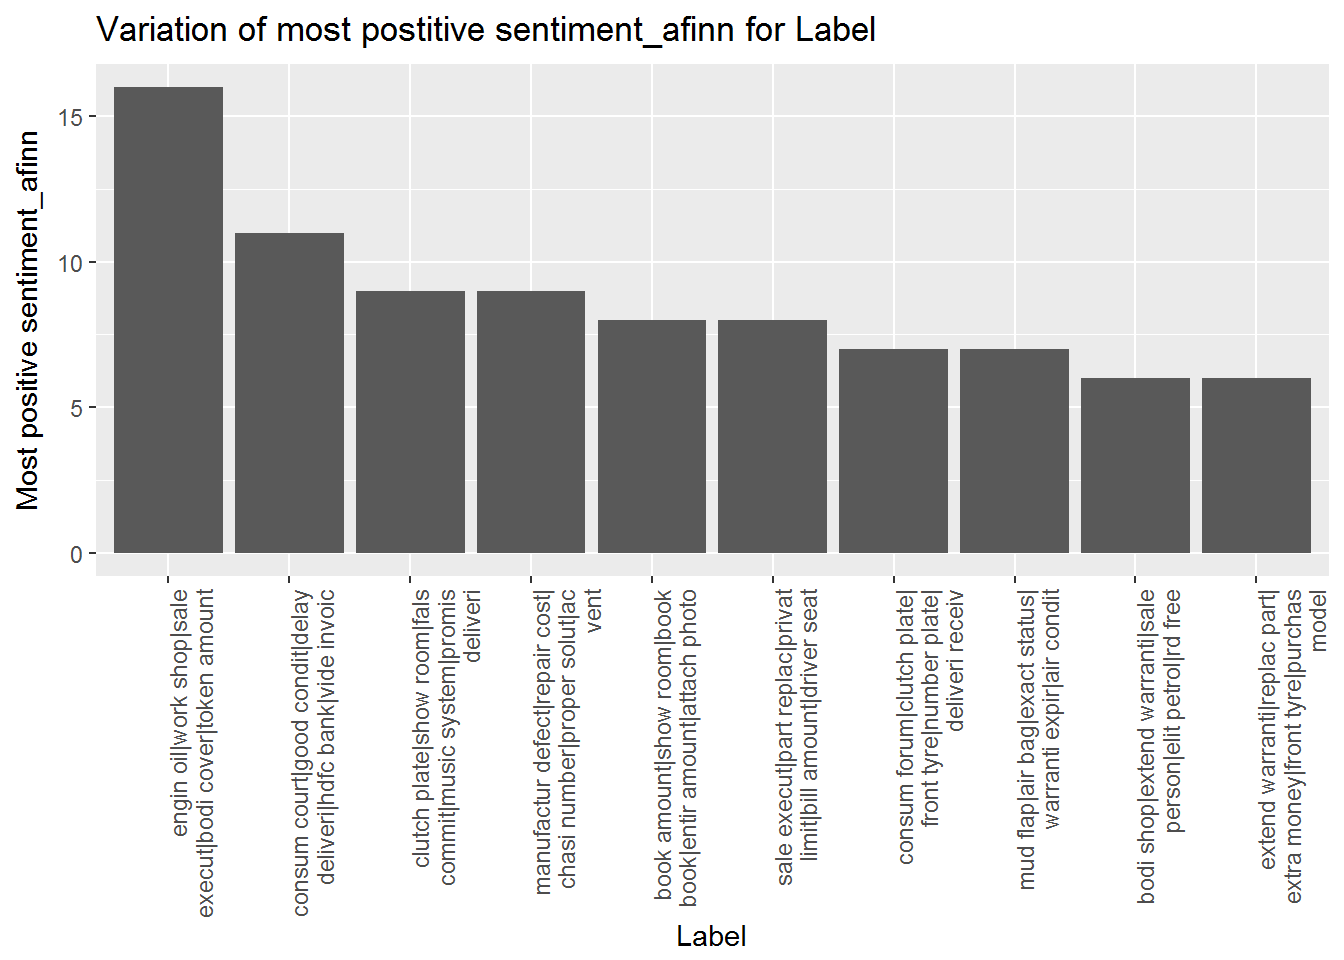 Variation of most postitive sentiment_afinn for Label
Most positive sentiment_afinn
15
10
5
0
engin oil|work shop|sale
execut|bodi cover|token amount
consum court|good condit|delay
deliveri|hdfc bank|vide invoic
clutch plate|show room|fals
commit|music system|promis
deliveri
manufactur defect|repair cost|
chasi number|proper solut|ac
vent
book amount|show room|book
book|entir amount|attach photo
sale execut|part replac|privat
limit|bill amount|driver seat
consum forum|clutch plate|
front tyre|number plate|
deliveri receiv
mud flap|air bag|exact status|
warranti expir|air condit
bodi shop|extend warranti|sale
person|elit petrol|rd free
extend warranti|replac part|
extra money|front tyre|purchas
model
Label